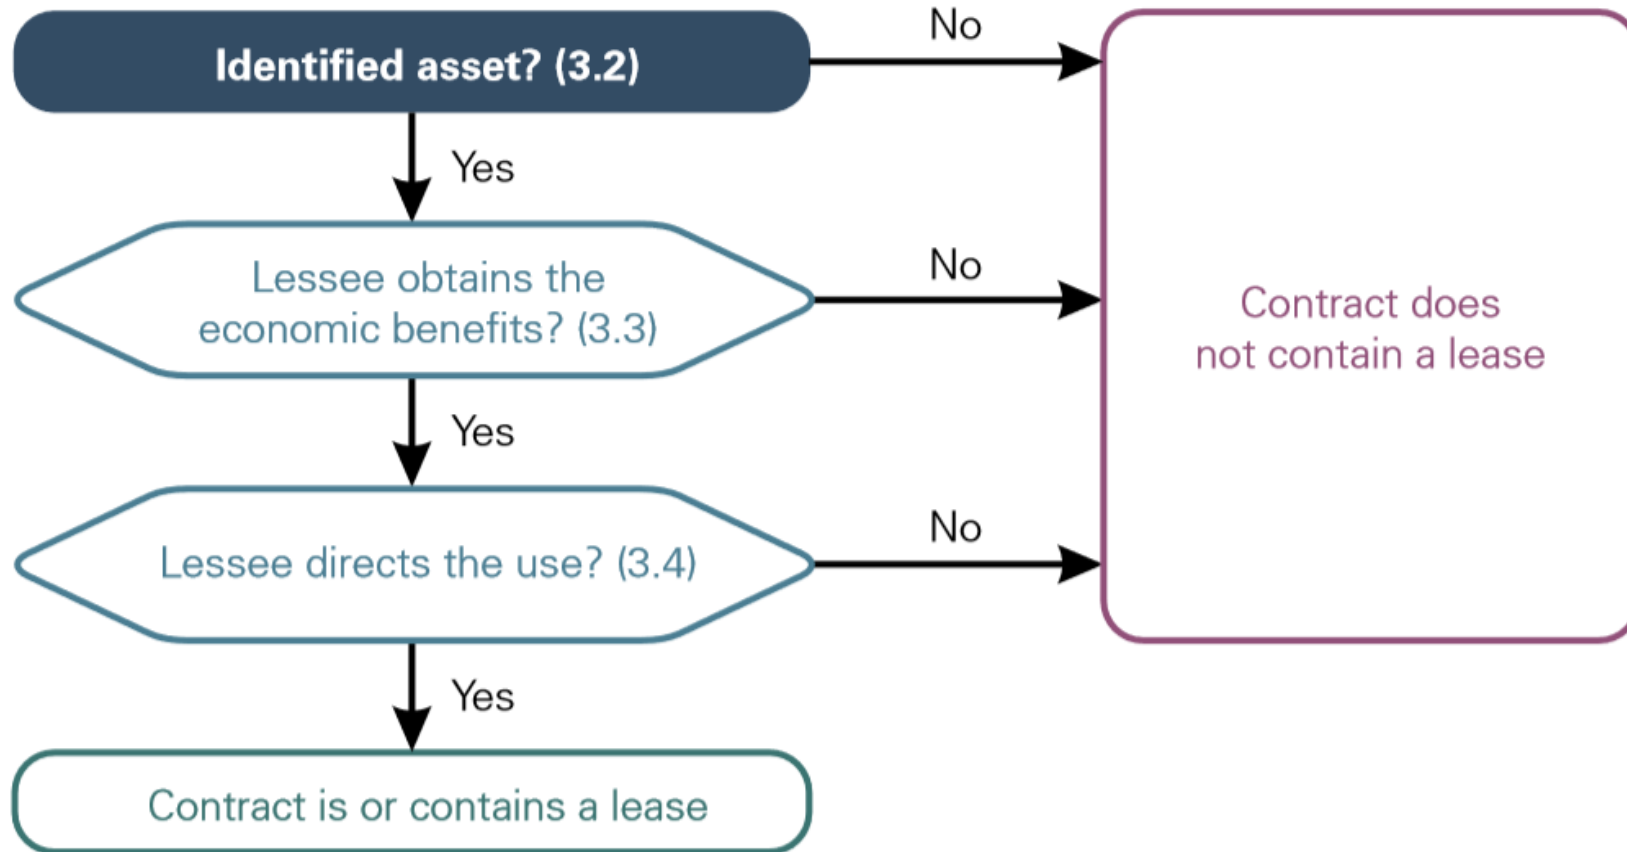 Identified asset? (3.2)
No
Yes
Lessee obtains the
economic benefits? (3.3)
No
Contract does
not contain a lease
Yes
Lessee directs the use? (3.4)
No
Yes
Contract is or contains a lease